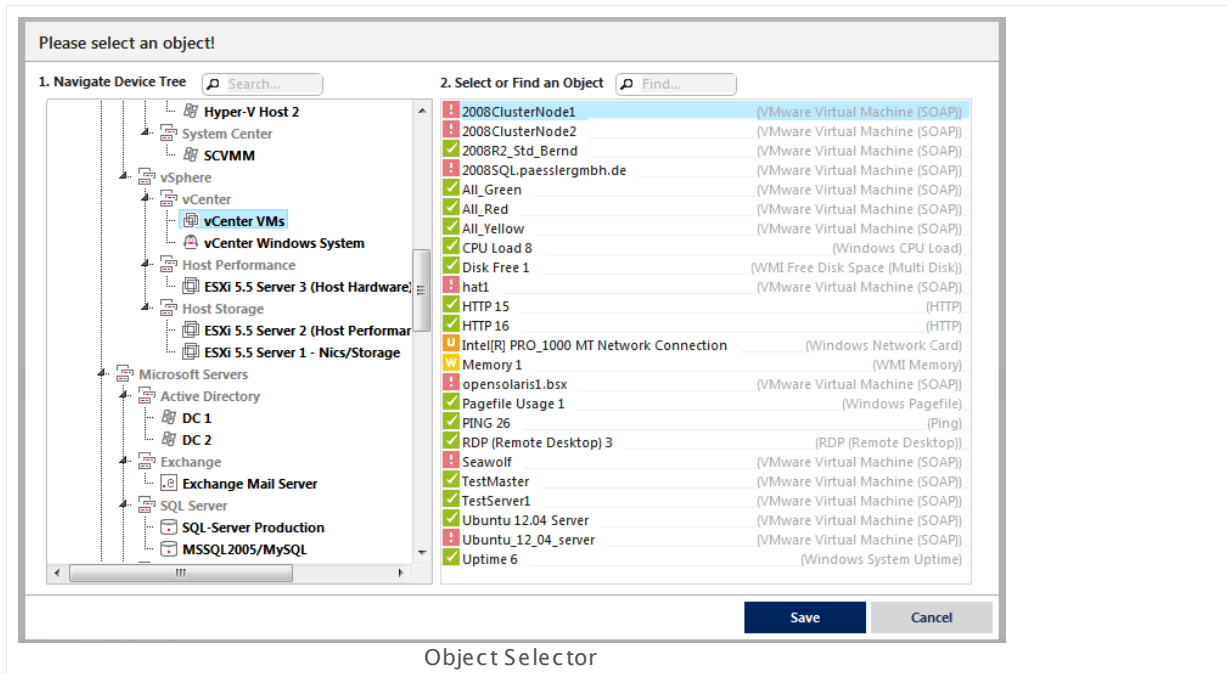 Please select an object!
1. Navigate Device Tree Search... 2. Select or Find an Object Find...
Hyper-V Host 2
System Center
SCVMM
vSphere
vCenter
vCenter VMs
vCenter Windows System
Host Performance
ESXi 5.5 Server 3 (Host Hardware)
Host Storage
ESXi 5.5 Server 2 (Host Performar
ESXi 5.5 Server 1 - Nics/Storage
Microsoft Servers
Active Directory
DC 1
DC 2
Exchange
Exchange Mail Server
SQL Server
SQL-Server Production
MSSQL2005/MySQL
! 2008ClusterNode1 (VMware Virtual Machine (SOAP))
! 2008ClusterNode2 (VMware Virtual Machine (SOAP))
2008R2_Std_Bernd (VMware Virtual Machine (SOAP))
! 2008SQL.paesslergmbh.de (VMware Virtual Machine (SOAP))
All_Green (VMware Virtual Machine (SOAP))
All_Red (VMware Virtual Machine (SOAP))
All_Yellow (VMware Virtual Machine (SOAP))
CPU Load 8 (Windows CPU Load)
Disk Free 1 (WMI Free Disk Space (Multi Disk))
! hat1 (VMware Virtual Machine (SOAP))
HTTP 15 (HTTP)
HTTP 16 (HTTP)
U Intel[R] PRO_1000 MT Network Connection (Windows Network Card)
W Memory 1 (WMI Memory)
! opensolaris1.bsx (VMware Virtual Machine (SOAP))
Pagefile Usage 1 (Windows Pagefile)
PING 26 (Ping)
RDP (Remote Desktop) 3 (RDP (Remote Desktop))
! Seawolf (VMware Virtual Machine (SOAP))
TestMaster (VMware Virtual Machine (SOAP))
TestServer1 (VMware Virtual Machine (SOAP))
Ubuntu 12.04 Server (VMware Virtual Machine (SOAP))
! Ubuntu_12_04_server (VMware Virtual Machine (SOAP))
Uptime 6 (Windows System Uptime)
Save Cancel
Object Selector